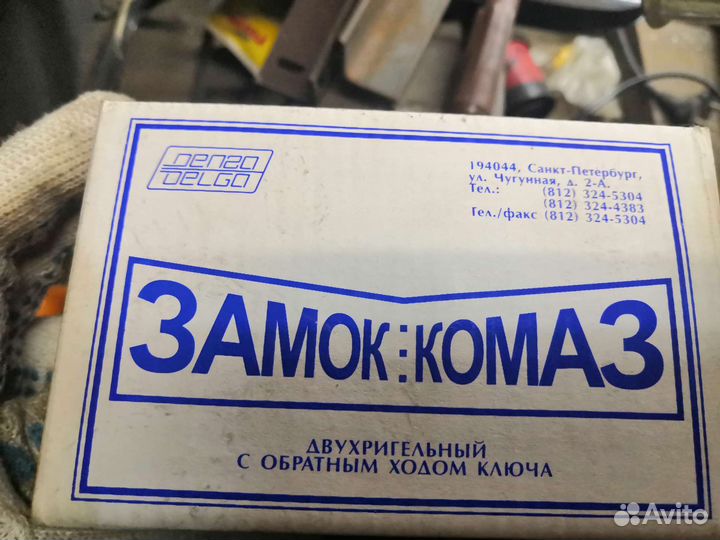 DENZA
DELGO
194044, Санкт-Петербург,
ул. Чугунная, д. 2-А.
Тел.: (812) 324-5304
(812) 324-4383
Тел./факс (812) 324-5304
ЗАМОК:КОМАЗ
ДВУХРИГЕЛЬНЫЙ
С ОБРАТНЫМ ХОДОМ КЛЮЧА
Avito